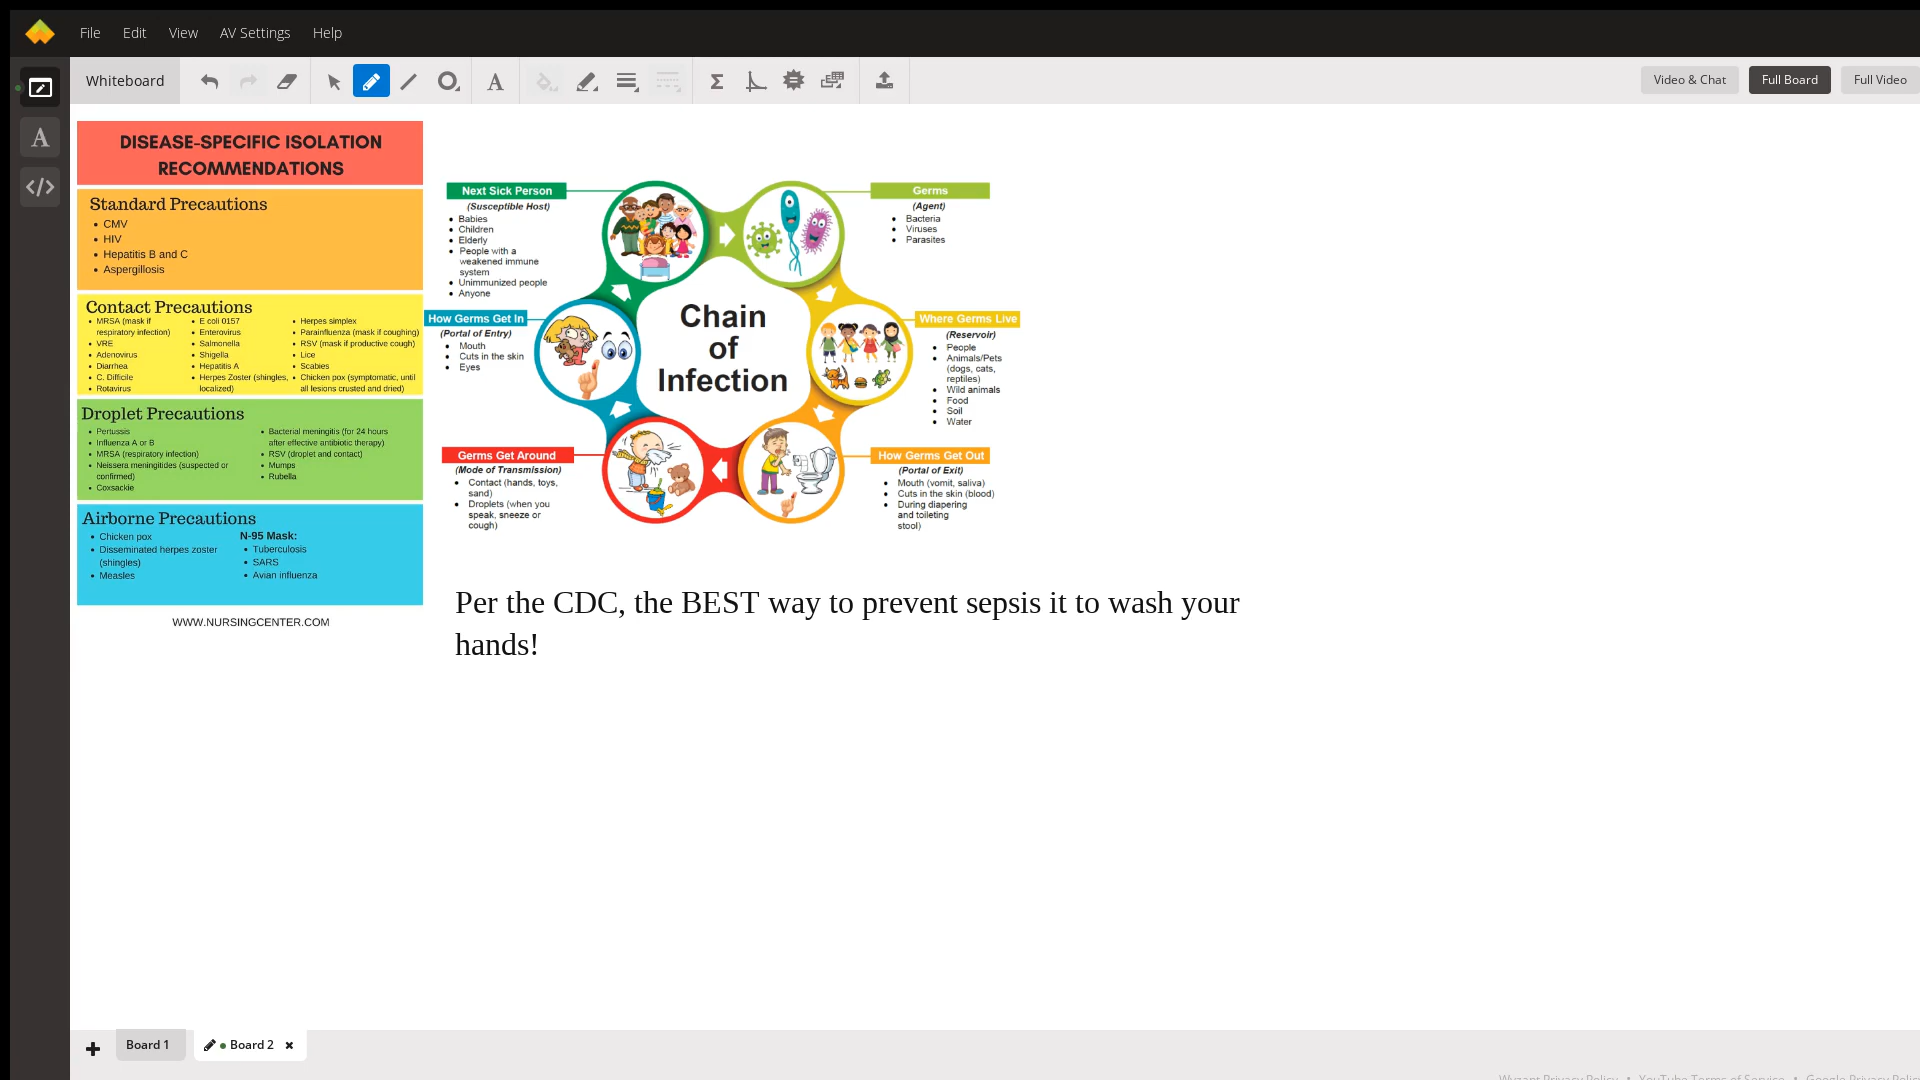 File Edit View AV Settings Help
Whiteboard
A
Σ
Video & Chat
Full Board
Full Video
A
</>
DISEASE-SPECIFIC ISOLATION
RECOMMENDATIONS
Standard Precautions
• CMV
• HIV
• Hepatitis B and C
• Aspergillosis
Contact Precautions
• MRSA (mask if
respiratory infection)
• VRE
• Adenovirus
• Diarrhea
• C. Difficile
• Rotavirus
• E coli 0157
• Enterovirus
• Salmonella
• Shigella
• Hepatitis A
• Herpes Zoster (shingles,
localized)
• Herpes simplex
• Parainfluenza (mask if coughing)
• RSV (mask if productive cough)
• Lice
• Scabies
• Chicken pox (symptomatic, until
all lesions crusted and dried)
Droplet Precautions
• Pertussis
• Influenza A or B
• MRSA (respiratory infection)
• Neissera meningitides (suspected or
confirmed)
• Coxsackie
• Bacterial meningitis (for 24 hours
after effective antibiotic therapy)
• RSV (droplet and contact)
• Mumps
• Rubella
Airborne Precautions
• Chicken pox
• Disseminated herpes zoster
(shingles)
• Measles
N-95 Mask:
• Tuberculosis
• SARS
• Avian influenza
WWW.NURSINGCENTER.COM
Next Sick Person
(Susceptible Host)
• Babies
• Children
• Elderly
• People with a
weakened immune
system
• Unimmunized people
• Anyone
Germs
(Agent)
• Bacteria
• Viruses
• Parasites
How Germs Get In
(Portal of Entry)
• Mouth
• Cuts in the skin
• Eyes
Chain
of
Infection
Where Germs Live
(Reservoir)
• People
• Animals/Pets
(dogs, cats,
reptiles)
• Wild animals
• Food
• Soil
• Water
Germs Get Around
(Mode of Transmission)
• Contact (hands, toys,
sand)
• Droplets (when you
speak, sneeze or
cough)
How Germs Get Out
(Portal of Exit)
• Mouth (vomit, saliva)
• Cuts in the skin (blood)
• During diapering
and toileting
stool)
Per the CDC, the BEST way to prevent sepsis it to wash your
hands!
Board 1
Board 2
Wyzant Privacy Policy • YouTube Terms of Service • Google Privacy